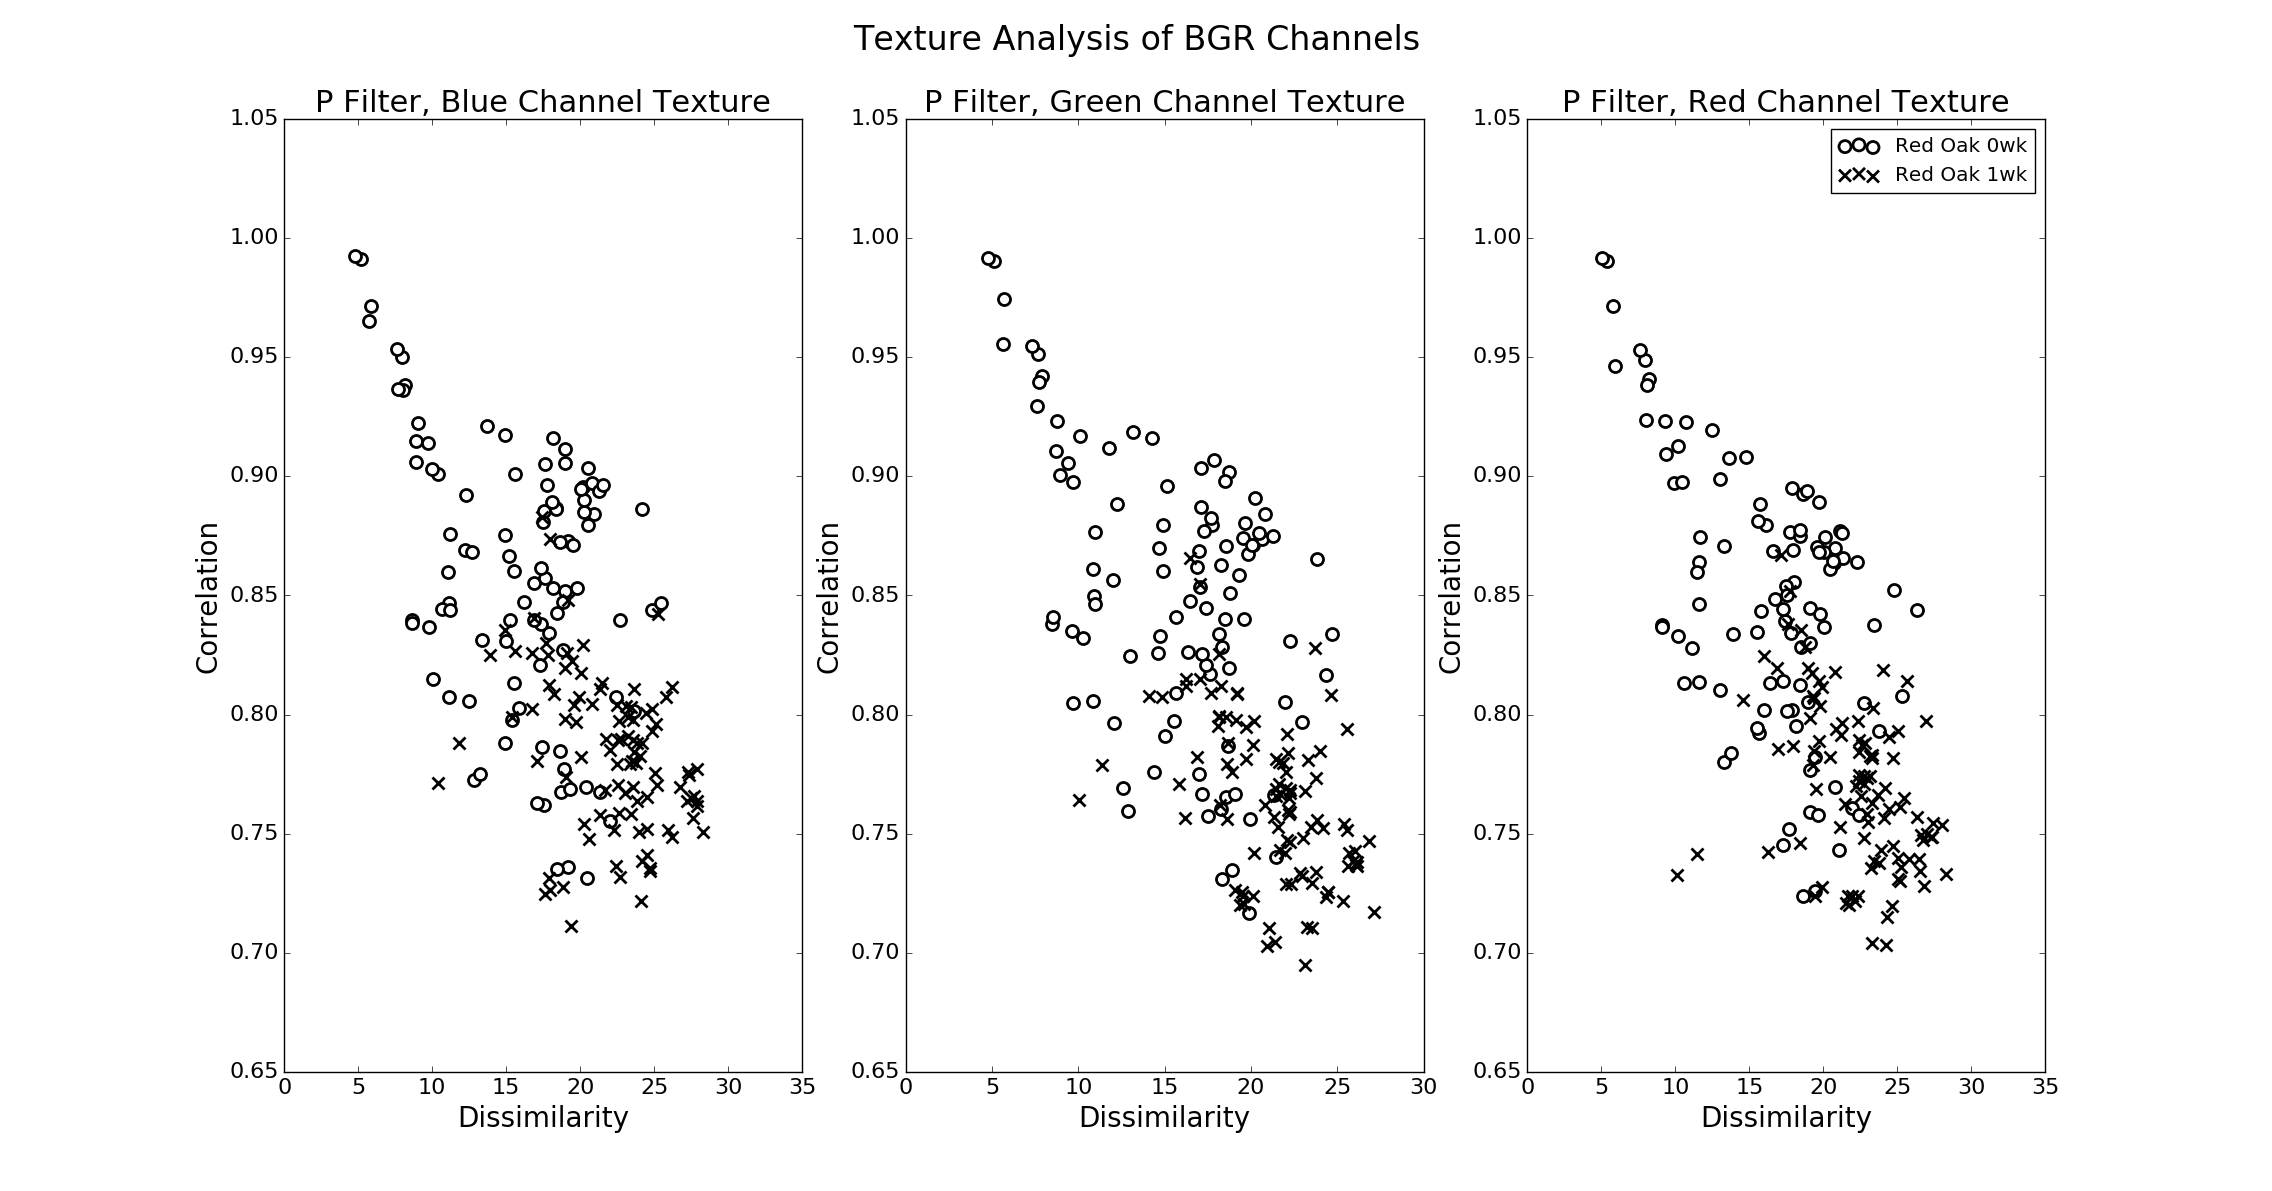 Texture Analysis of BGR Channels
P Filter, Blue Channel Texture
1.05
1.00
0.95
0.90
0.85
0.80
0.75
0.70
0.65
Correlation
0 5 10 15 20 25 30 35
Dissimilarity
P Filter, Green Channel Texture
1.05
1.00
0.95
0.90
0.85
0.80
0.75
0.70
0.65
Correlation
0 5 10 15 20 25 30
Dissimilarity
P Filter, Red Channel Texture
1.05
1.00
0.95
0.90
0.85
0.80
0.75
0.70
0.65
Correlation
Red Oak 0wk
Red Oak 1wk
0 5 10 15 20 25 30 35
Dissimilarity